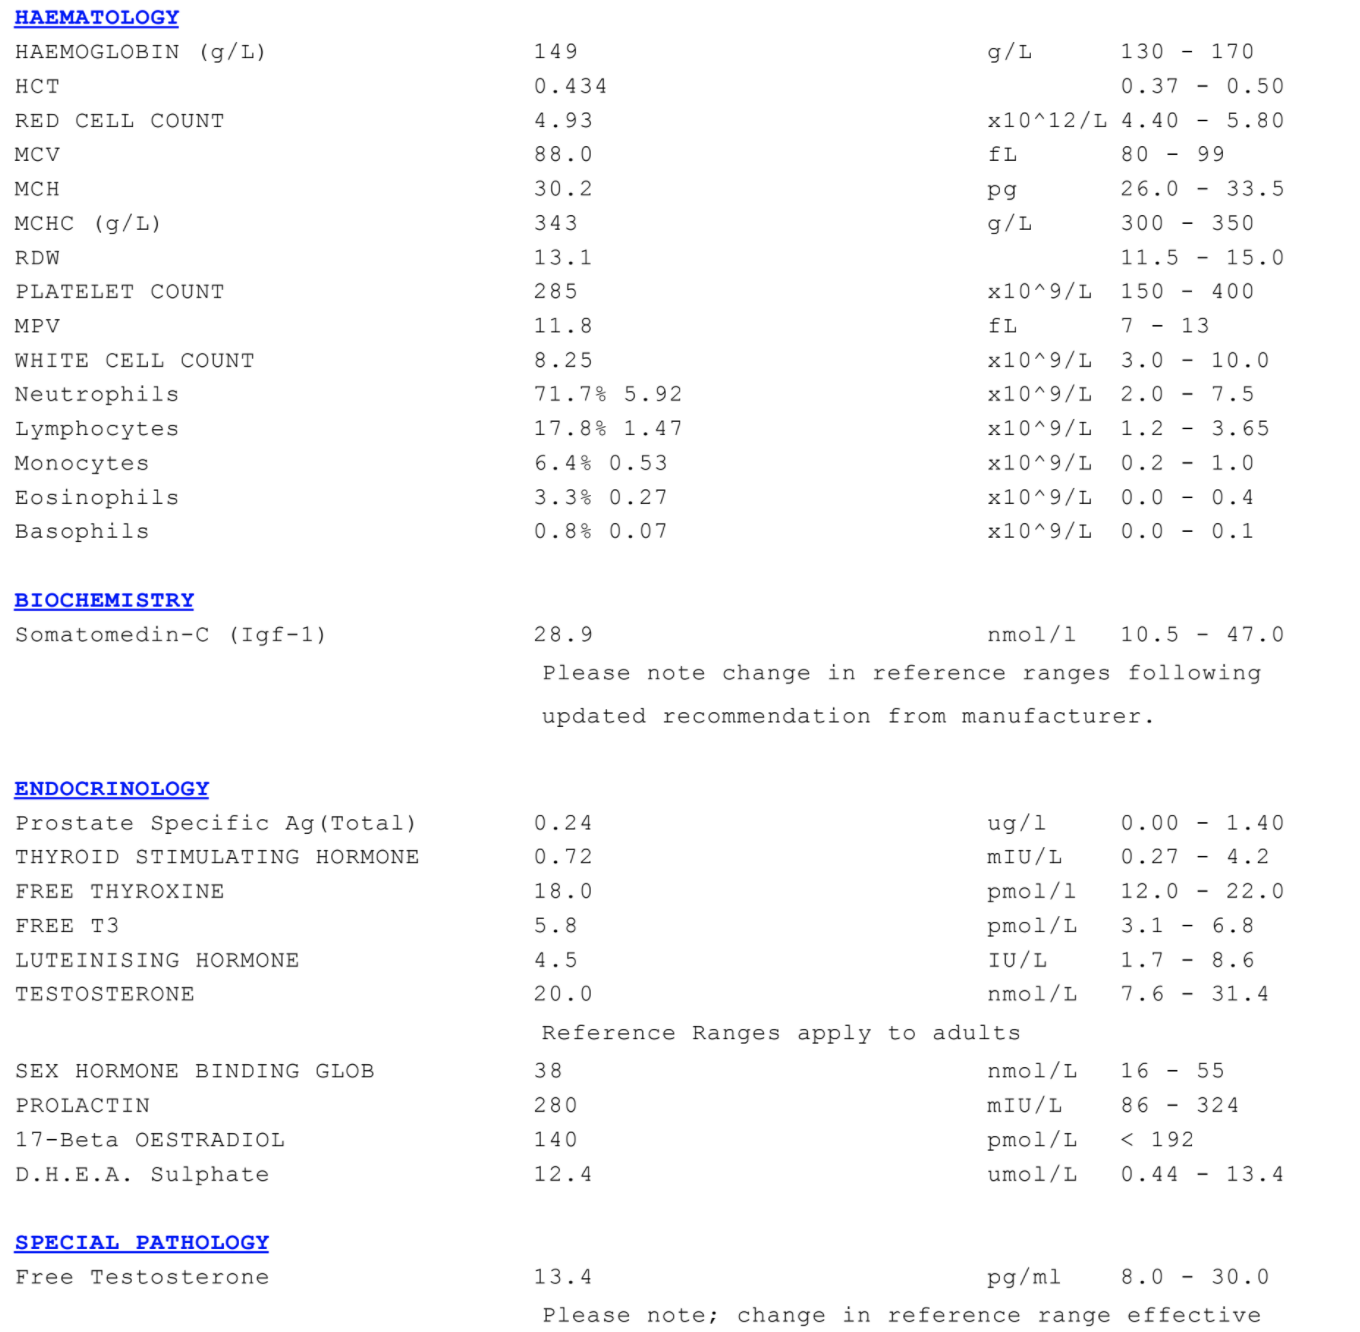 HAEMATOLOGY
HAEMOGLOBIN (g/L) 149 g/L 130 - 170
HCT 0.434 0.37 - 0.50
RED CELL COUNT 4.93 x10^12/L 4.40 - 5.80
MCV 88.0 fL 80 - 99
MCH 30.2 pg 26.0 - 33.5
MCHC (g/L) 343 g/L 300 - 350
RDW 13.1 11.5 - 15.0
PLATELET COUNT 285 x10^9/L 150 - 400
MPV 11.8 fL 7 - 13
WHITE CELL COUNT 8.25 x10^9/L 3.0 - 10.0
Neutrophils 71.7% 5.92 x10^9/L 2.0 - 7.5
Lymphocytes 17.8% 1.47 x10^9/L 1.2 - 3.65
Monocytes 6.4% 0.53 x10^9/L 0.2 - 1.0
Eosinophils 3.3% 0.27 x10^9/L 0.0 - 0.4
Basophils 0.8% 0.07 x10^9/L 0.0 - 0.1
BIOCHEMISTRY
Somatomedin-C (Igf-1) 28.9 nmol/l 10.5 - 47.0
Please note change in reference ranges following
updated recommendation from manufacturer.
ENDOCRINOLOGY
Prostate Specific Ag(Total) 0.24 ug/l 0.00 - 1.40
THYROID STIMULATING HORMONE 0.72 mIU/L 0.27 - 4.2
FREE THYROXINE 18.0 pmol/l 12.0 - 22.0
FREE T3 5.8 pmol/L 3.1 - 6.8
LUTEINISING HORMONE 4.5 IU/L 1.7 - 8.6
TESTOSTERONE 20.0 nmol/L 7.6 - 31.4
Reference Ranges apply to adults
SEX HORMONE BINDING GLOB 38 nmol/L 16 - 55
PROLACTIN 280 mIU/L 86 - 324
17-Beta OESTRADIOL 140 pmol/L < 192
D.H.E.A. Sulphate 12.4 umol/L 0.44 - 13.4
SPECIAL PATHOLOGY
Free Testosterone 13.4 pg/ml 8.0 - 30.0
Please note; change in reference range effective